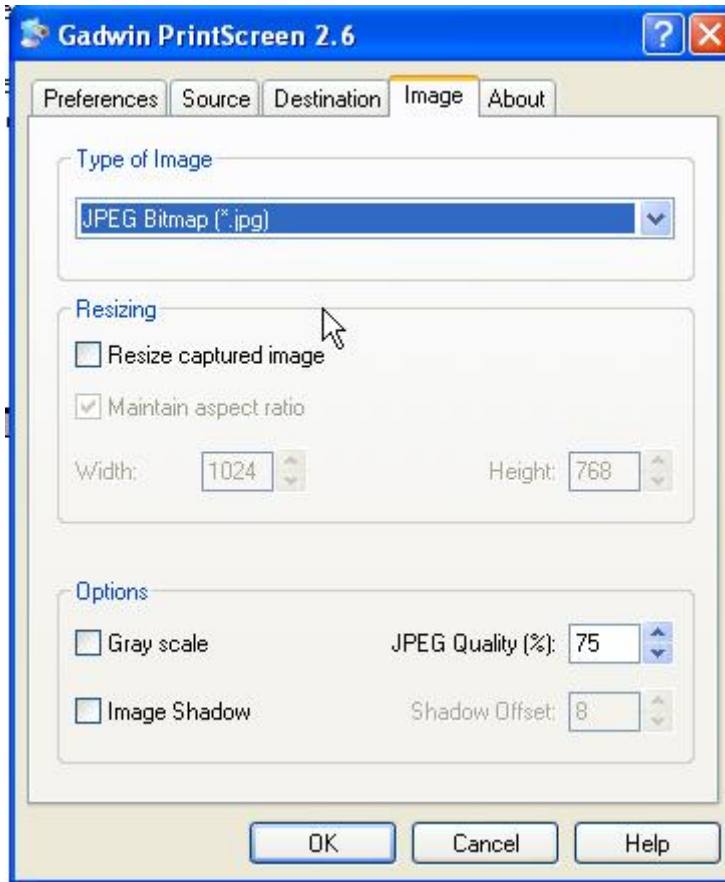 Gadwin PrintScreen 2.6
Preferences Source Destination Image About
Type of Image
JPEG Bitmap (*.jpg)
Resizing
Resize captured image
Maintain aspect ratio
Width: 1024 Height: 768
Options
Gray scale JPEG Quality (%): 75
Image Shadow Shadow Offset: 8
OK Cancel Help